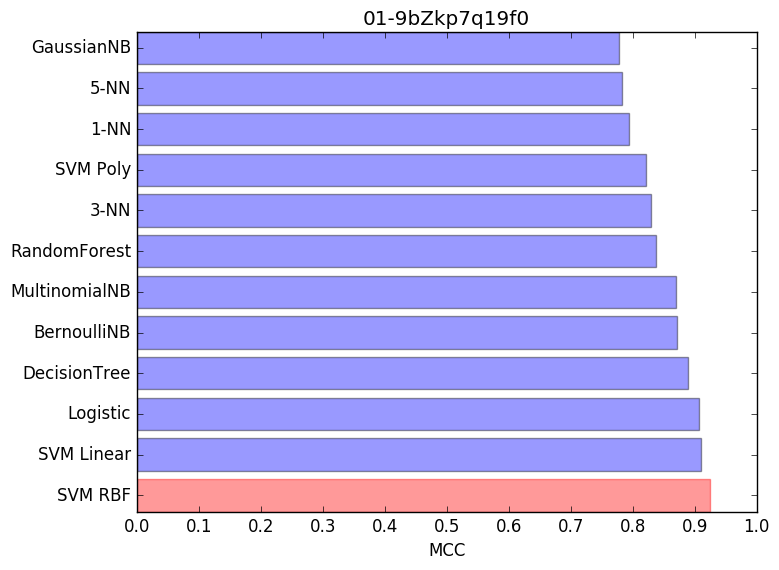 01-9bZkp7q19f0
GaussianNB
5-NN
1-NN
SVM Poly
3-NN
RandomForest
MultinomialNB
BernoulliNB
DecisionTree
Logistic
SVM Linear
SVM RBF
0.0 0.1 0.2 0.3 0.4 0.5 0.6 0.7 0.8 0.9 1.0
MCC